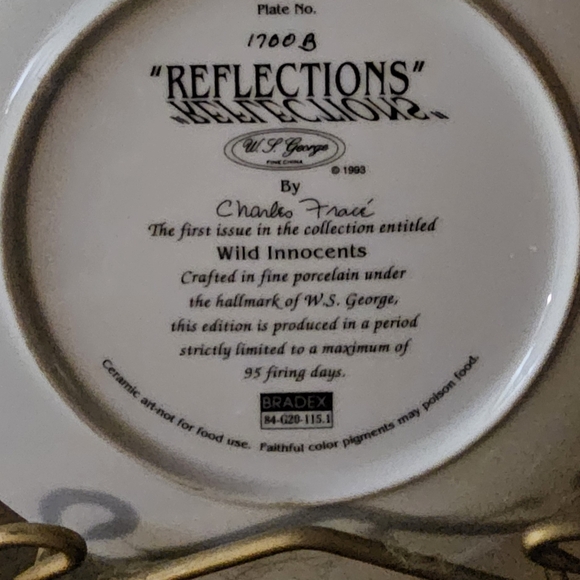 Plate No.
1700B
"REFLECTIONS"
"REFLECTIONS"
W.S. George
FINE CHINA
© 1993
By
Charles Fracé
The first issue in the collection entitled
Wild Innocents
Crafted in fine porcelain under
the hallmark of W.S. George,
this edition is produced in a period
strictly limited to a maximum of
95 firing days.
BRADEX
84-G20-115.1
Ceramic art-not for food use. Faithful color pigments may poison food.